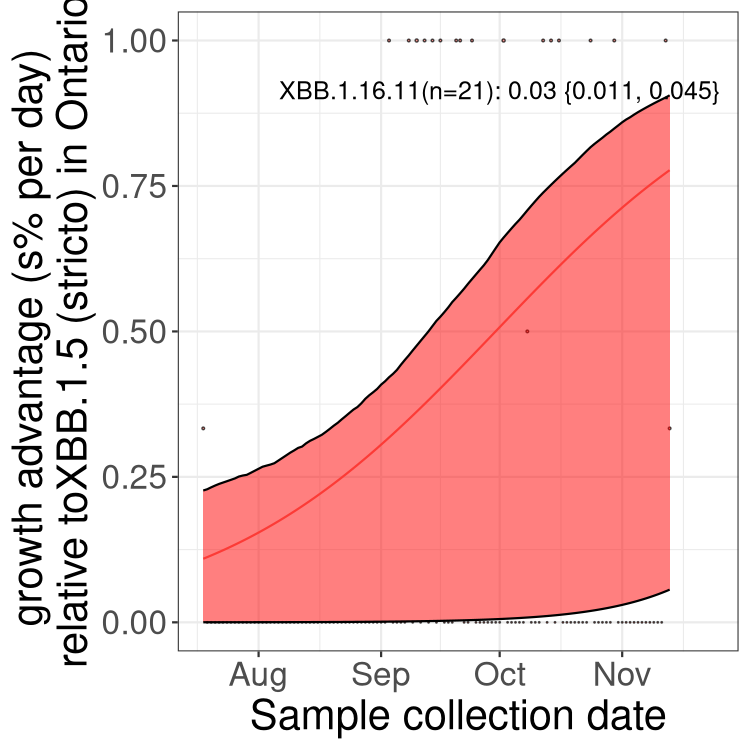 growth advantage (s% per day)
relative toXBB.1.5 (stricto) in Ontario
1.00
0.75
0.50
0.25
0.00
XBB.1.16.11(n=21): 0.03 {0.011, 0.045}
Aug Sep Oct Nov
Sample collection date